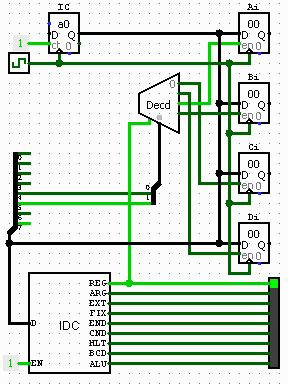 IC
Ai
a0
D Q
en 0
1
00
D Q
en 0
Bi
00
D Q
en 0
0
Decd
Ci
00
D Q
en 0
0
1
Di
00
D Q
en 0
0
1
2
3
4
5
6
7
REG
ARG
EXT
FIX
D
IDC
END
CND
HLT
BCD
EN
ALU
1